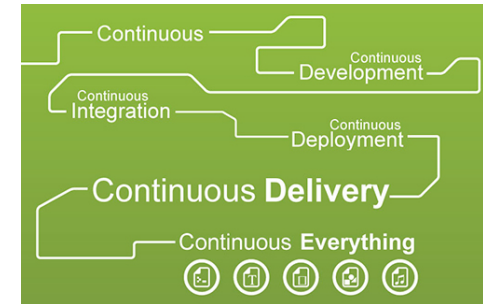 Continuous
Continuous
Development
Continuous
Integration
Continuous
Deployment
Continuous Delivery
Continuous Everything